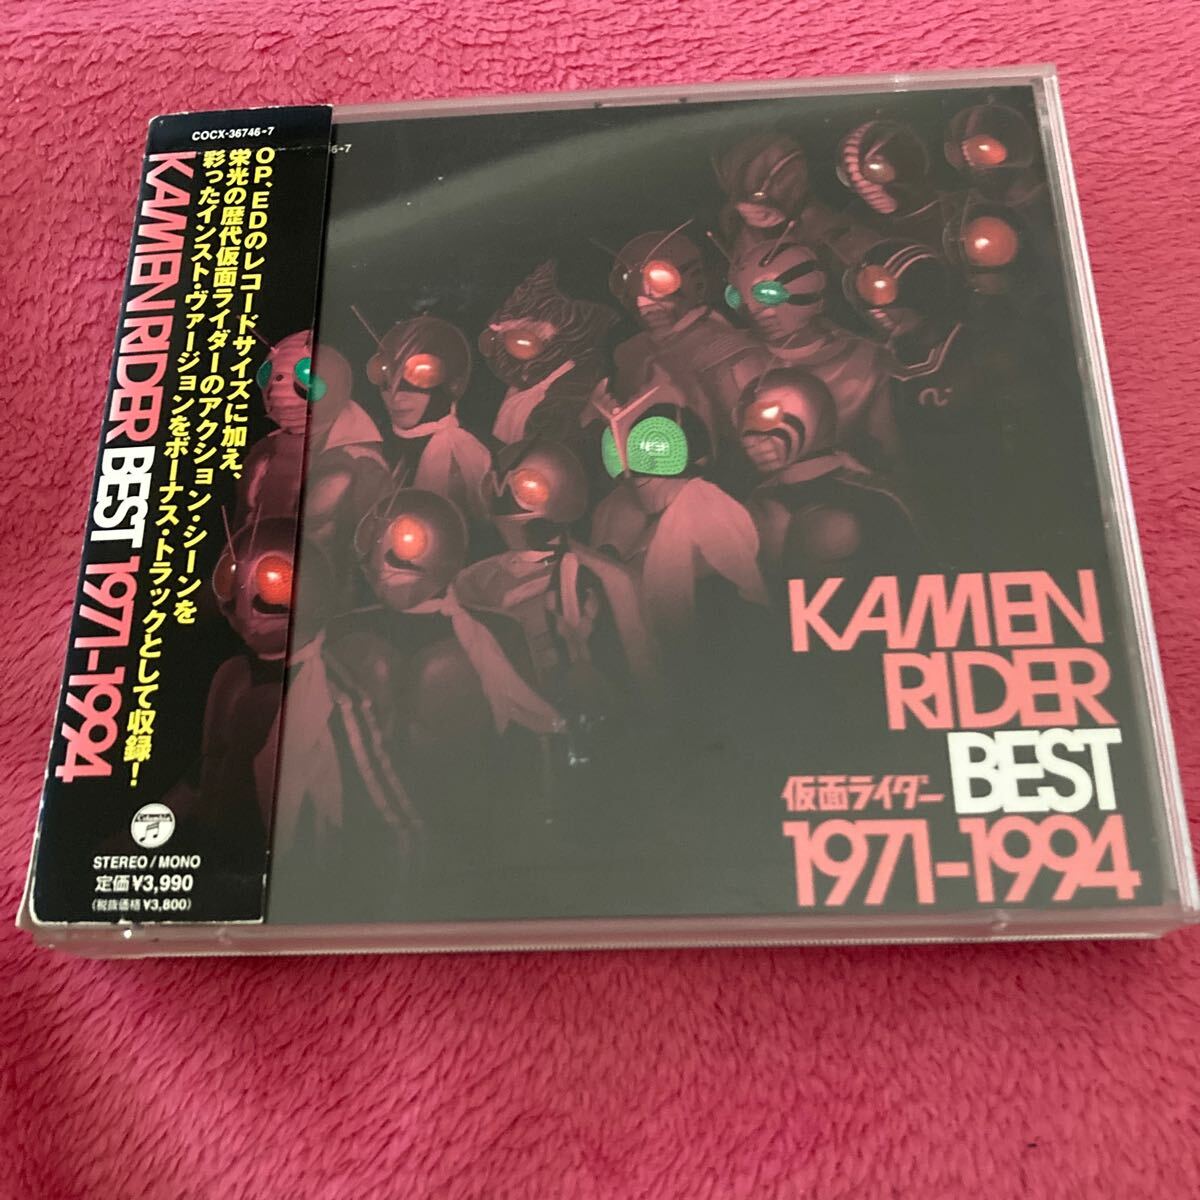 COCX-36746-7
OP、EDのレコードサイズに加え、
栄光の歴代仮面ライダーのアクション・シーンを
彩ったインスト・ヴァージョンをボーナス・トラックとして収録!
KAMEN RIDER BEST 1971-1994
Columbia
STEREO/MONO
定価¥3,990
(税抜価格¥3,800)
6-7
KAMEN
RIDER
仮面ライダー BEST
1971-1994